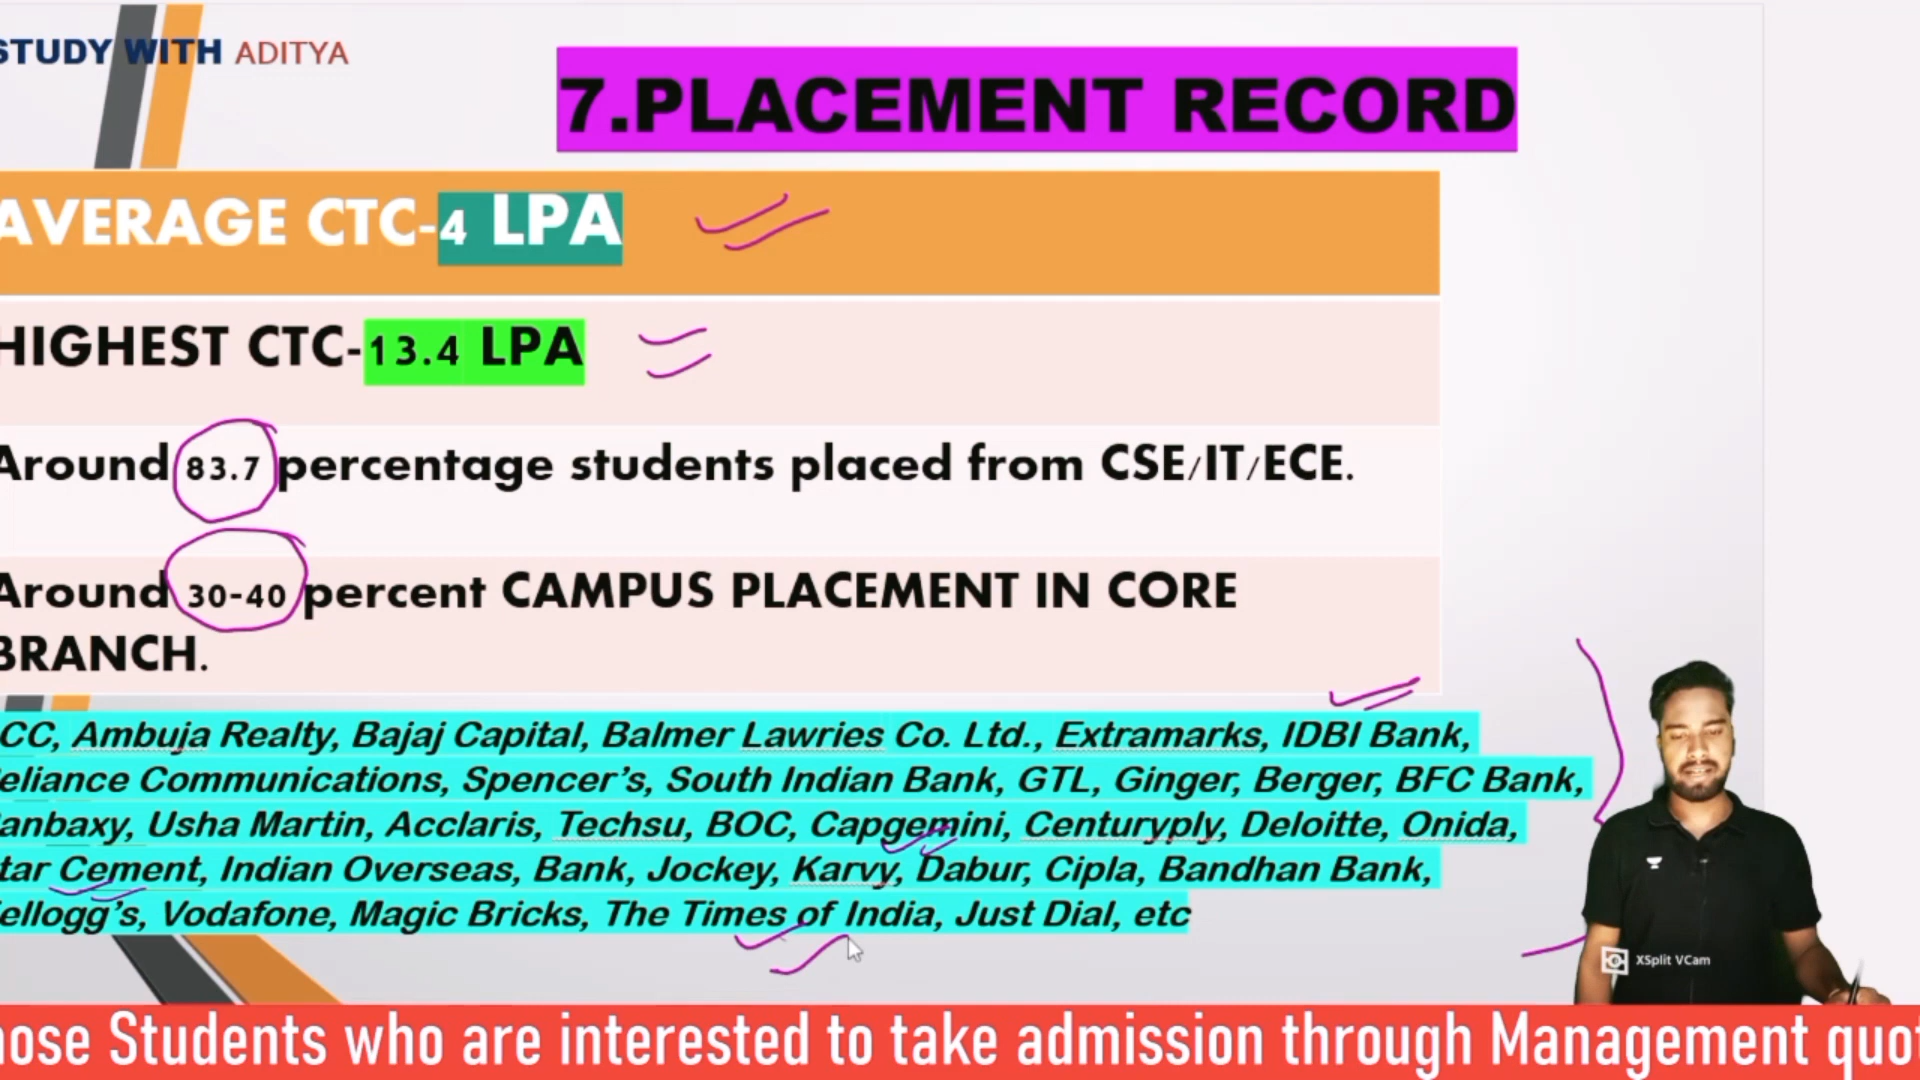 STUDY WITH ADITYA
7.PLACEMENT RECORD
AVERAGE CTC-4 LPA
HIGHEST CTC-13.4 LPA
Around 83.7 percentage students placed from CSE/IT/ECE.
Around 30-40 percent CAMPUS PLACEMENT IN CORE
BRANCH.
CC, Ambuja Realty, Bajaj Capital, Balmer Lawries Co. Ltd., Extramarks, IDBI Bank,
eliance Communications, Spencer's, South Indian Bank, GTL, Ginger, Berger, BFC Bank,
anbaxy, Usha Martin, Acclaris, Techsu, BOC, Capgemini, Centuryply, Deloitte, Onida,
tar Cement, Indian Overseas, Bank, Jockey, Karvy, Dabur, Cipla, Bandhan Bank,
ellogg's, Vodafone, Magic Bricks, The Times of India, Just Dial, etc
XSplit VCam
hose Students who are interested to take admission through Management quot